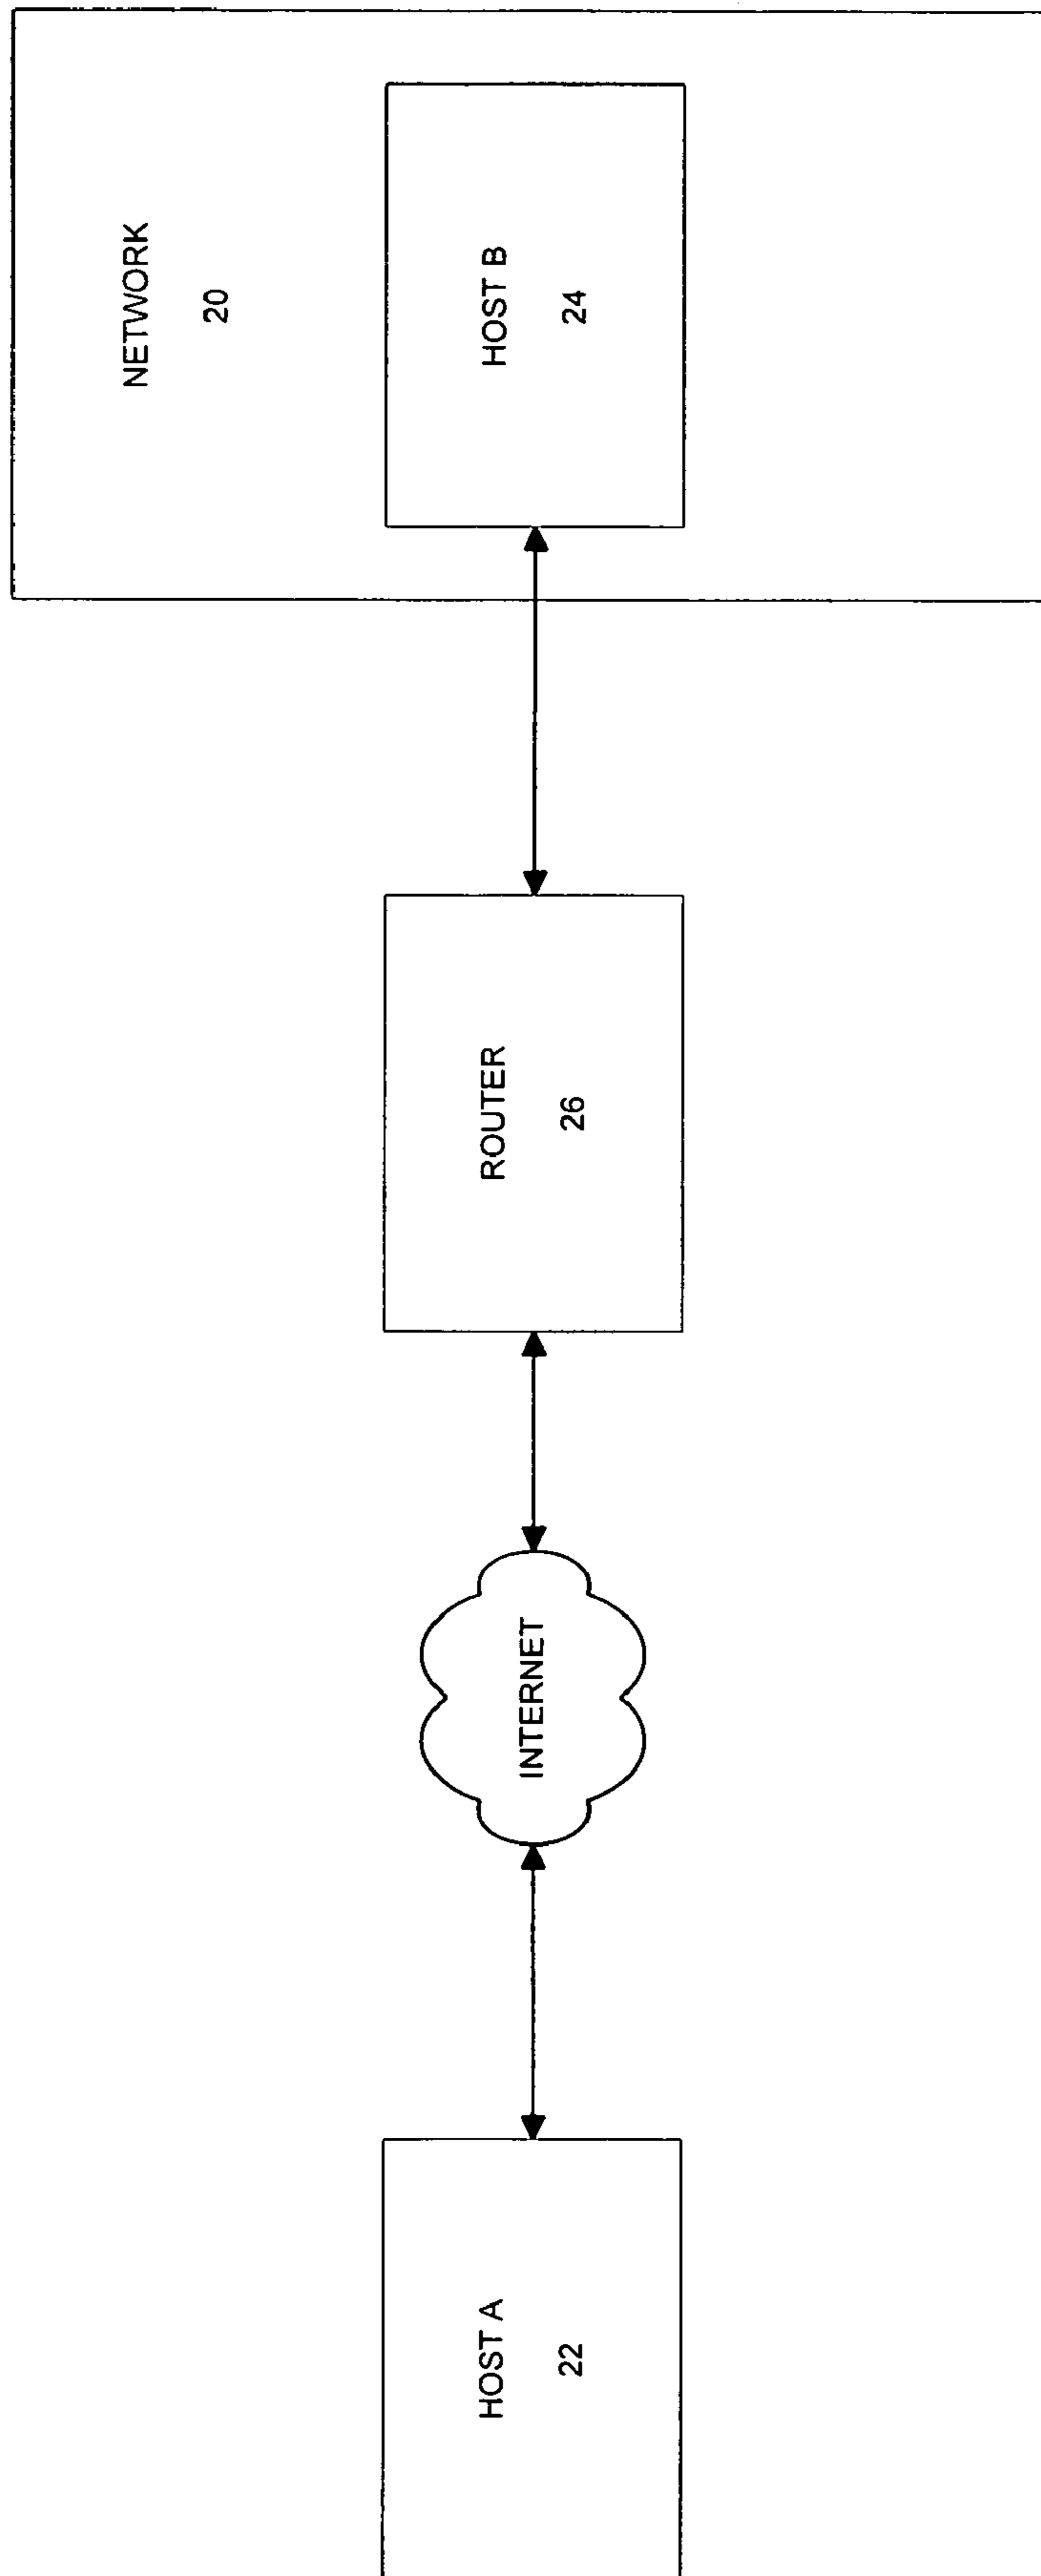 HOST A
22
INTERNET
ROUTER
26
NETWORK
20
HOST B
24